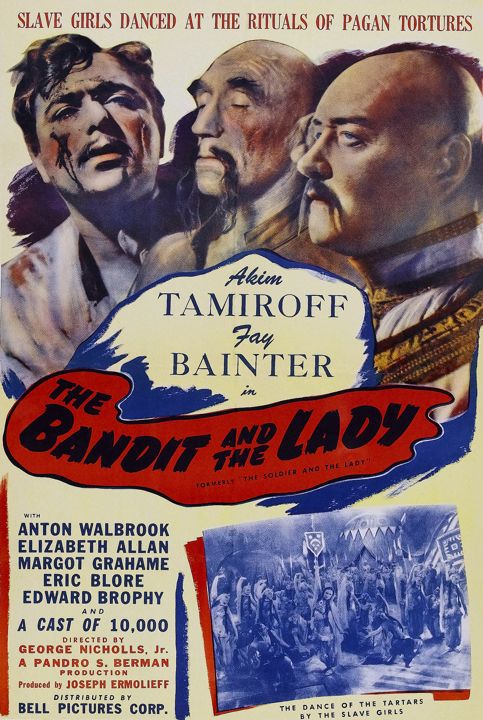 SLAVE GIRLS DANCED AT THE RITUALS OF PAGAN TORTURES
Akim
TAMIROFF
Fay
BAINTER
in
THE
BANDIT AND THE LADY
FORMERLY "THE SOLDIER AND THE LADY"
WITH
ANTON WALBROOK
ELIZABETH ALLAN
MARGOT GRAHAME
ERIC BLORE
EDWARD BROPHY
AND
A CAST OF 10,000
DIRECTED BY
GEORGE NICHOLLS, Jr.
A PANDRO S. BERMAN
PRODUCTION
Produced by JOSEPH ERMOLIEFF
DISTRIBUTED BY
BELL PICTURES CORP.
THE DANCE OF THE TARTARS
BY THE SLAVE GIRLS